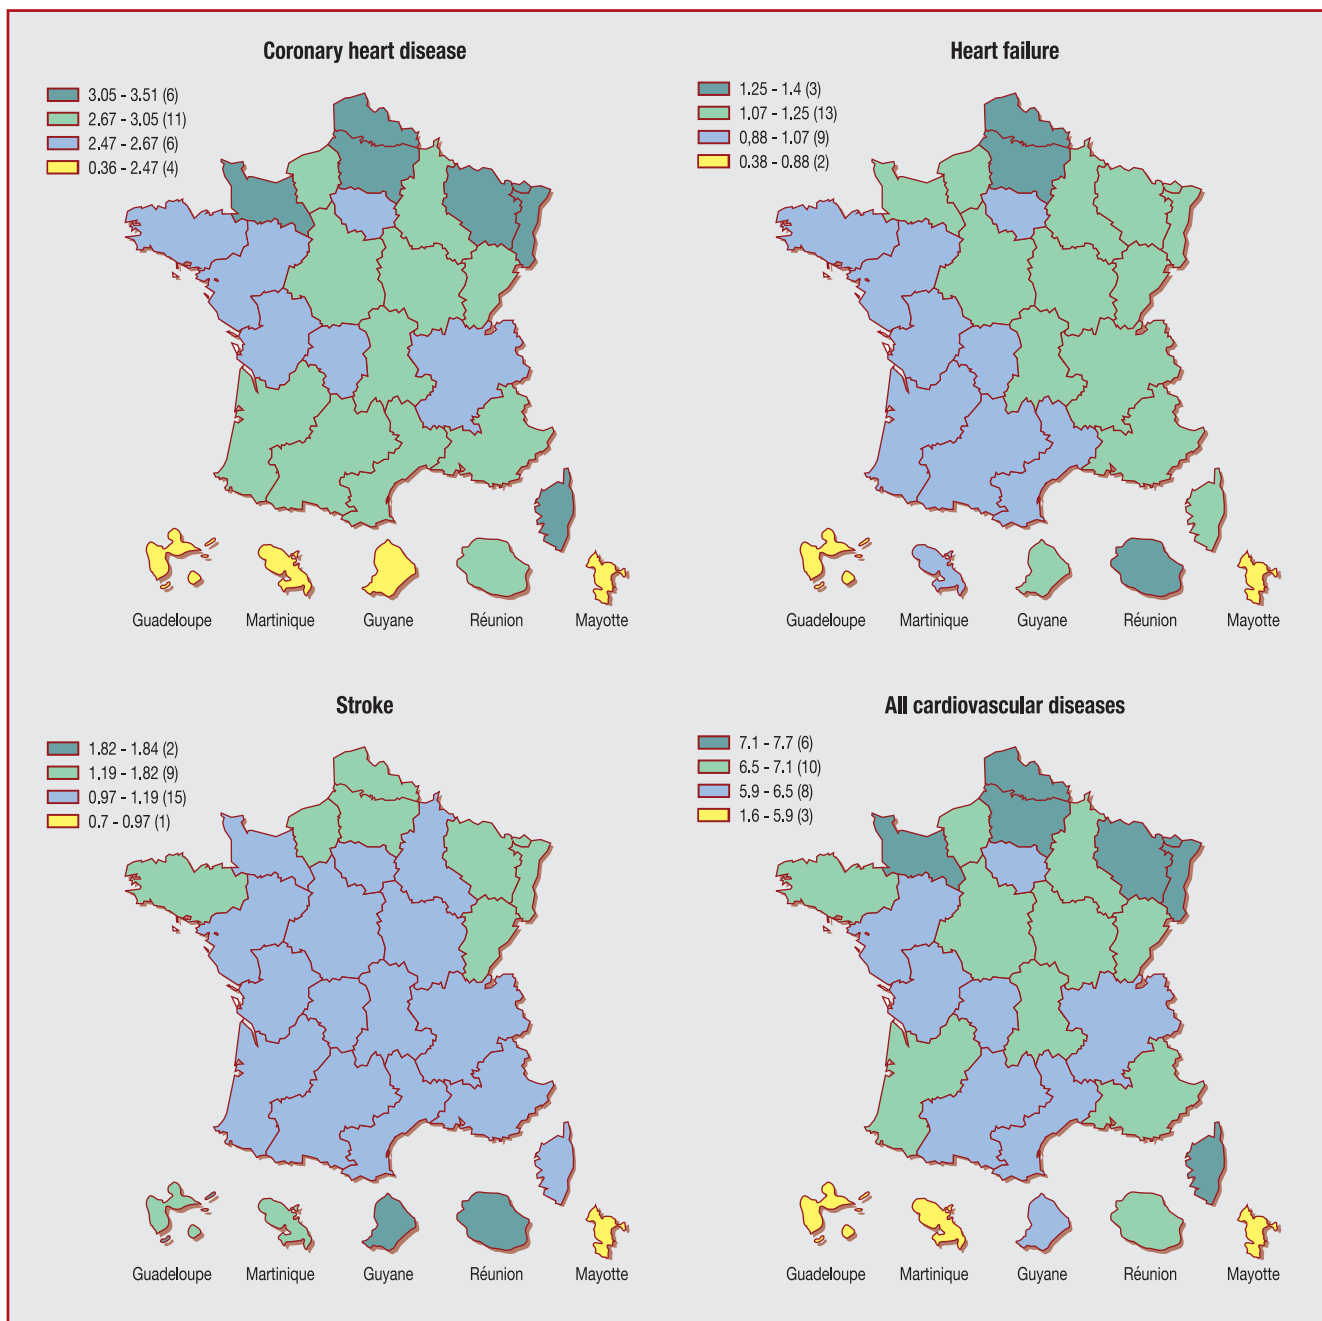 Coronary heart disease
3.05 - 3.51 (6)
2.67 - 3.05 (11)
2.47 - 2.67 (6)
0.36 - 2.47 (4)
Guadeloupe
Martinique
Guyane
Réunion
Mayotte
Heart failure
1.25 - 1.4 (3)
1.07 - 1.25 (13)
0,88 - 1.07 (9)
0.38 - 0.88 (2)
Guadeloupe
Martinique
Guyane
Réunion
Mayotte
Stroke
1.82 - 1.84 (2)
1.19 - 1.82 (9)
0.97 - 1.19 (15)
0.7 - 0.97 (1)
Guadeloupe
Martinique
Guyane
Réunion
Mayotte
All cardiovascular diseases
7.1 - 7.7 (6)
6.5 - 7.1 (10)
5.9 - 6.5 (8)
1.6 - 5.9 (3)
Guadeloupe
Martinique
Guyane
Réunion
Mayotte